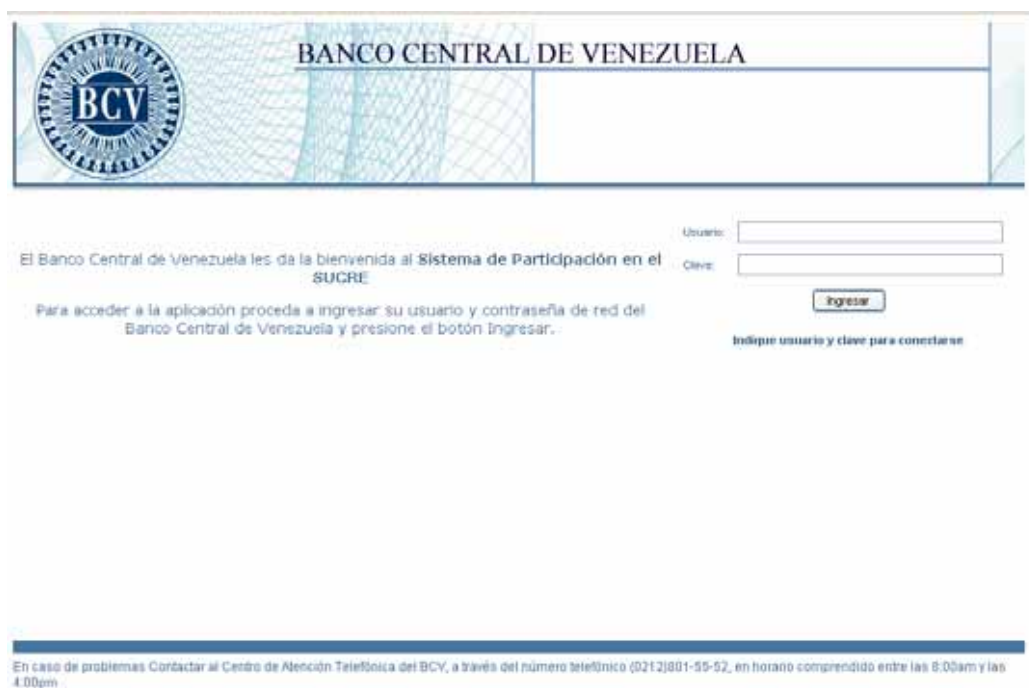 BANCO CENTRAL DE VENEZUELA
BCV
Usuario:
El Banco Central de Venezuela les da la bienvenida al Sistema de Participación en el
SUCRE
Clave:
Para acceder a la aplicación proceda a ingresar su usuario y contraseña de red del
Banco Central de Venezuela y presione el botón Ingresar.
Ingresar
Indique usuario y clave para conectarse
En caso de problemas Contactar al Centro de Atención Telefónica del BCV, a través del número telefónico (0212)801-55-52, en horario comprendido entre las 8:00am y las
4:00pm